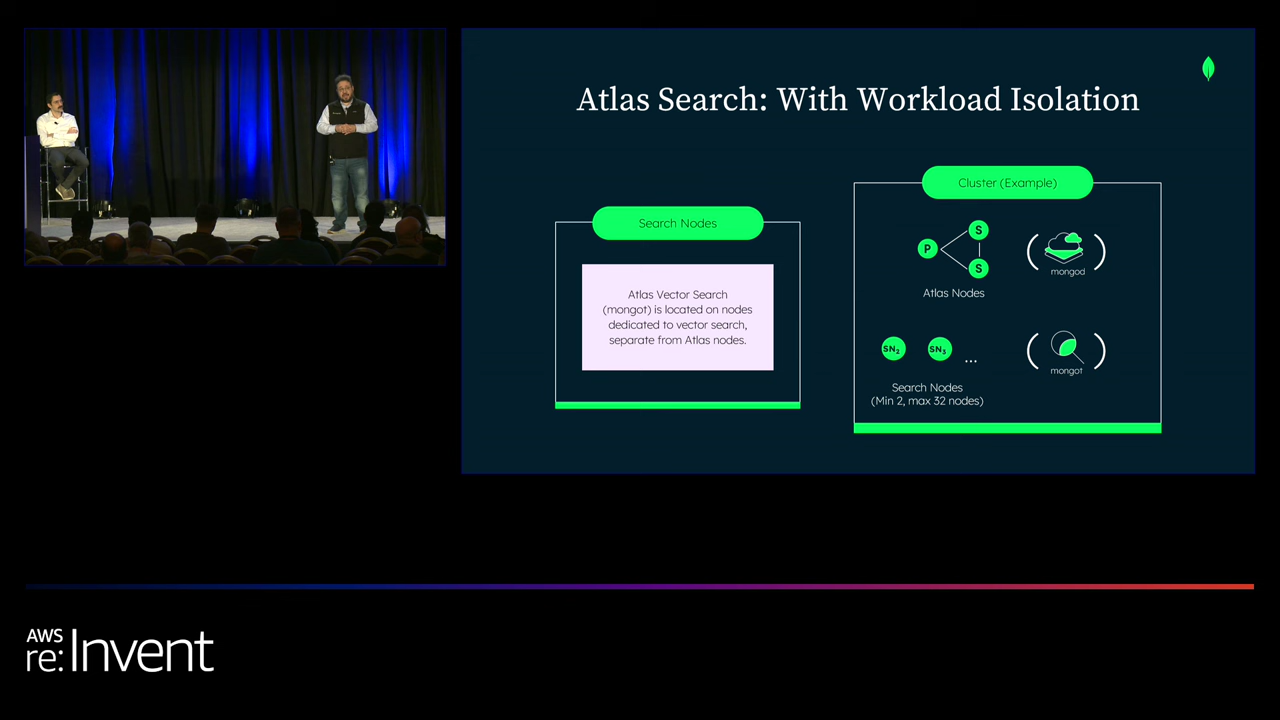 Atlas Search: With Workload Isolation
Search Nodes
Atlas Vector Search
(mongot) is located on nodes
dedicated to vector search,
separate from Atlas nodes.
Cluster (Example)
P
S
S
Atlas Nodes
mongod
SN2
SN3
...
Search Nodes
(Min 2, max 32 nodes)
mongot
AWS
re:Invent